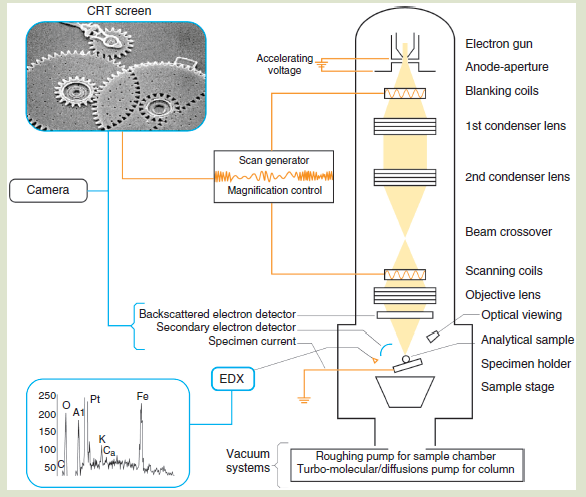 CRT screen
Electron gun
Accelerating
voltage
Anode-aperture
Blanking coils
1st condenser lens
Scan generator
Magnification control
Camera
2nd condenser lens
Beam crossover
Scanning coils
Objective lens
Backscattered electron detector
Optical viewing
Secondary electron detector
Specimen current
Analytical sample
Specimen holder
EDX
Sample stage
250
200
150
100
50
C
O
A1
Pt
K
Ca
Fe
Vacuum
systems
Roughing pump for sample chamber
Turbo-molecular/diffusions pump for column